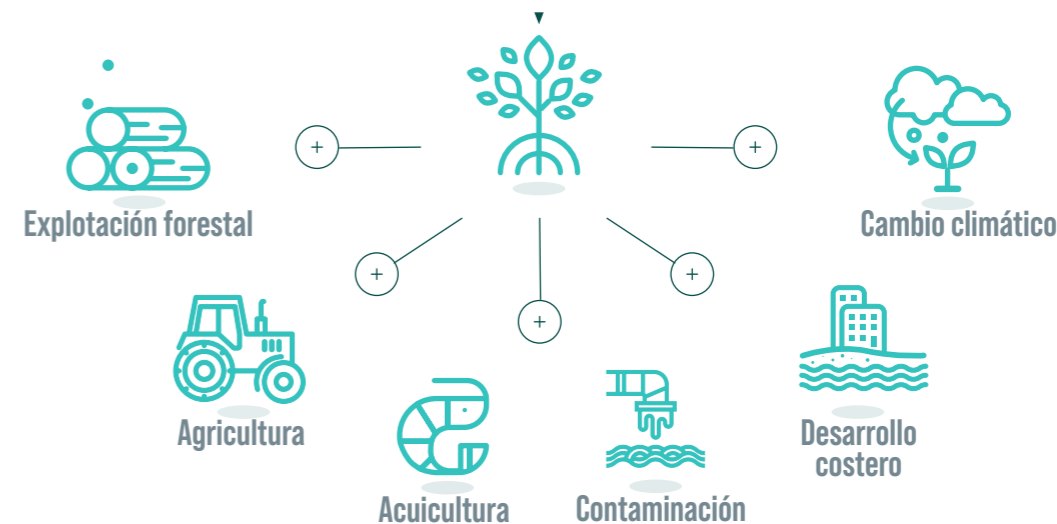 +
+
Explotación forestal
Cambio climático
+
+
+
Agricultura
Desarrollo
costero
Acuicultura
Contaminación